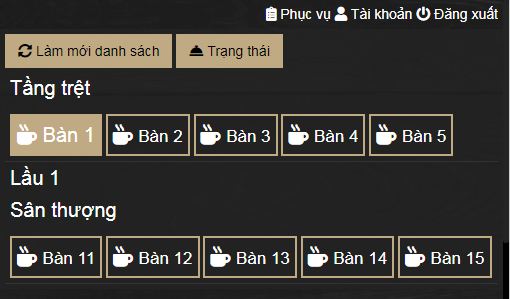 Phục vụ Tài khoản Đăng xuất
Làm mới danh sách Trạng thái
Tầng trệt
Bàn 1 Bàn 2 Bàn 3 Bàn 4 Bàn 5
Lầu 1
Sân thượng
Bàn 11 Bàn 12 Bàn 13 Bàn 14 Bàn 15